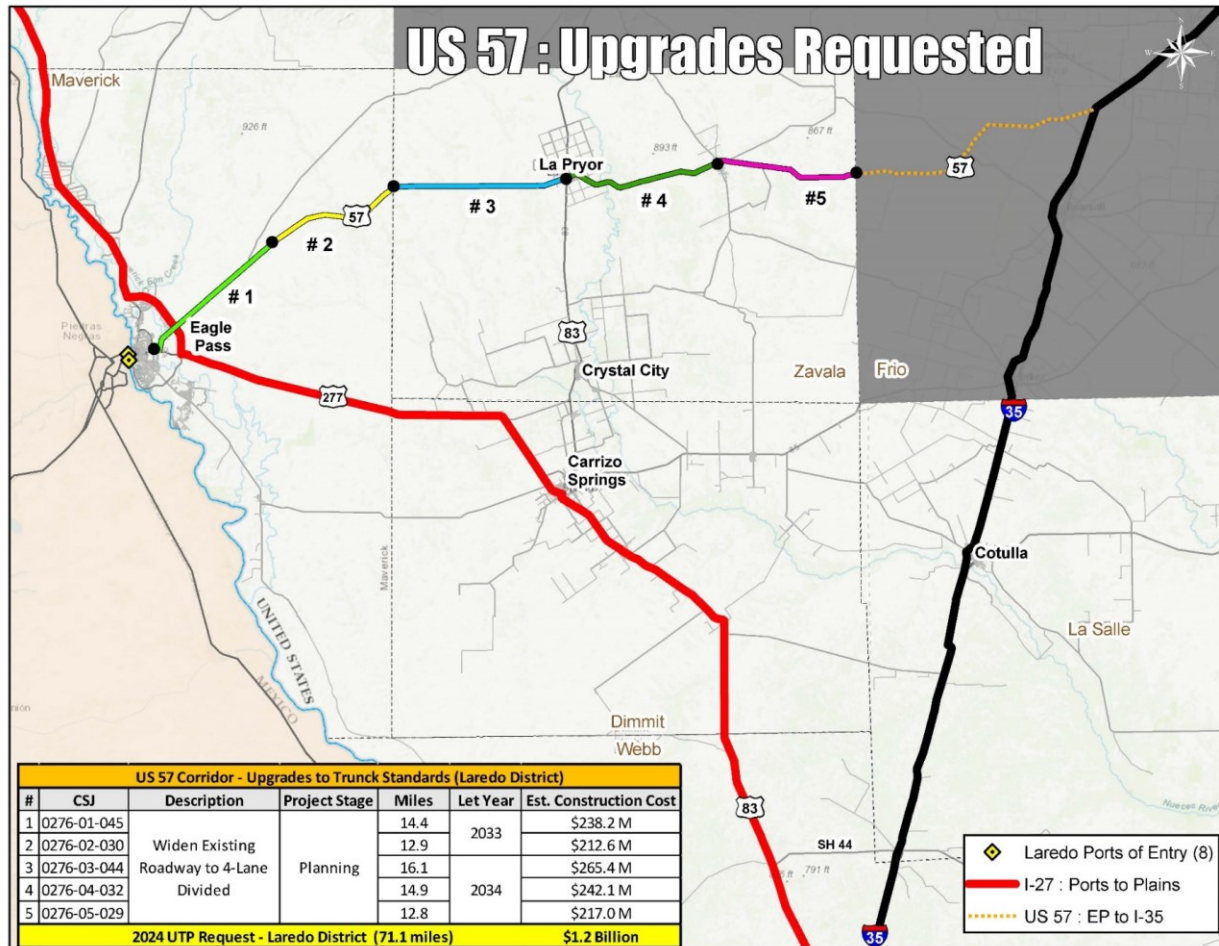 US 57 : Upgrades Requested
Maverick
926 ft
893 ft
867 ft
La Pryor
57
57
# 1
# 2
# 3
# 4
#5
Eagle
Pass
Piedras
Negras
83
Crystal City
Zavala
Frio
277
35
Carrizo
Springs
Maverick
Cotulla
La Salle
UNITED STATES
MEXICO
Dimmit
Webb
Nueces River
83
SH 44
791 ft
35
US 57 Corridor - Upgrades to Trunck Standards (Laredo District)
# CSJ Description Project Stage Miles Let Year Est. Construction Cost
1 0276-01-045 Widen Existing Roadway to 4-Lane Divided Planning 14.4 2033 $238.2 M
2 0276-02-030 12.9 $212.6 M
3 0276-03-044 16.1 2034 $265.4 M
4 0276-04-032 14.9 $242.1 M
5 0276-05-029 12.8 $217.0 M
2024 UTP Request - Laredo District (71.1 miles) $1.2 Billion
Laredo Ports of Entry (8)
I-27 : Ports to Plains
US 57 : EP to I-35